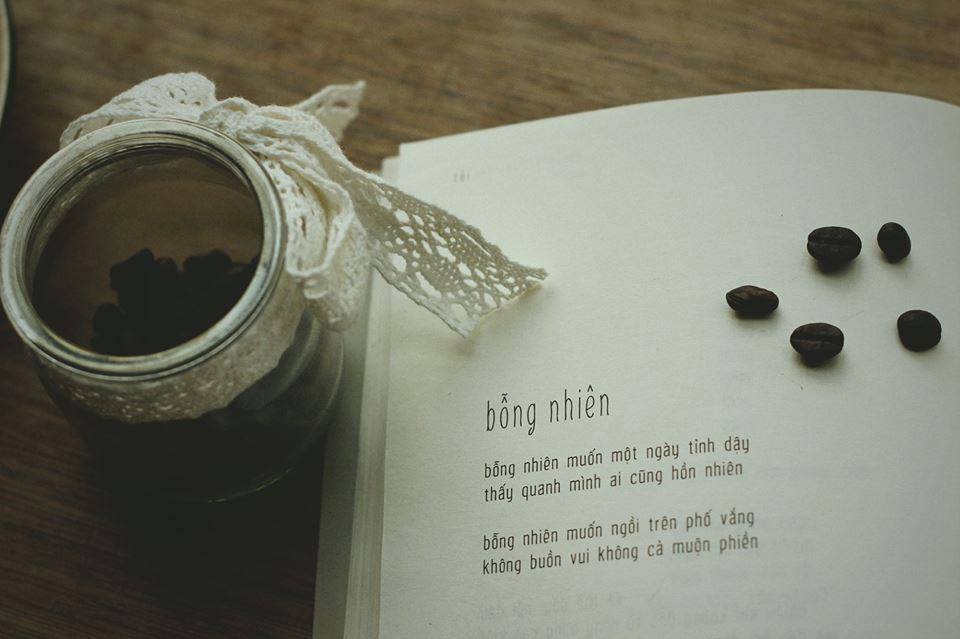 bỗng nhiên
bỗng nhiên muốn một ngày tỉnh dậy
thấy quanh mình ai cũng hồn nhiên
bỗng nhiên muốn ngồi trên phố vắng
không buồn vui không cả muộn phiền